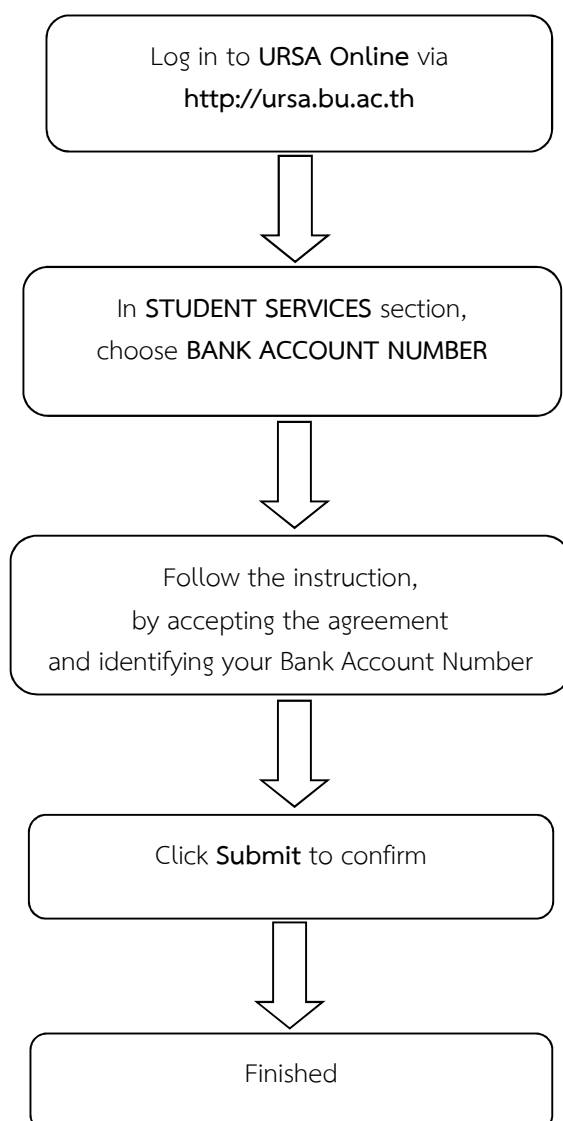 Log in to URSA Online via
http://ursa.bu.ac.th
In STUDENT SERVICES section,
choose BANK ACCOUNT NUMBER
Follow the instruction,
by accepting the agreement
and identifying your Bank Account Number
Click Submit to confirm
Finished